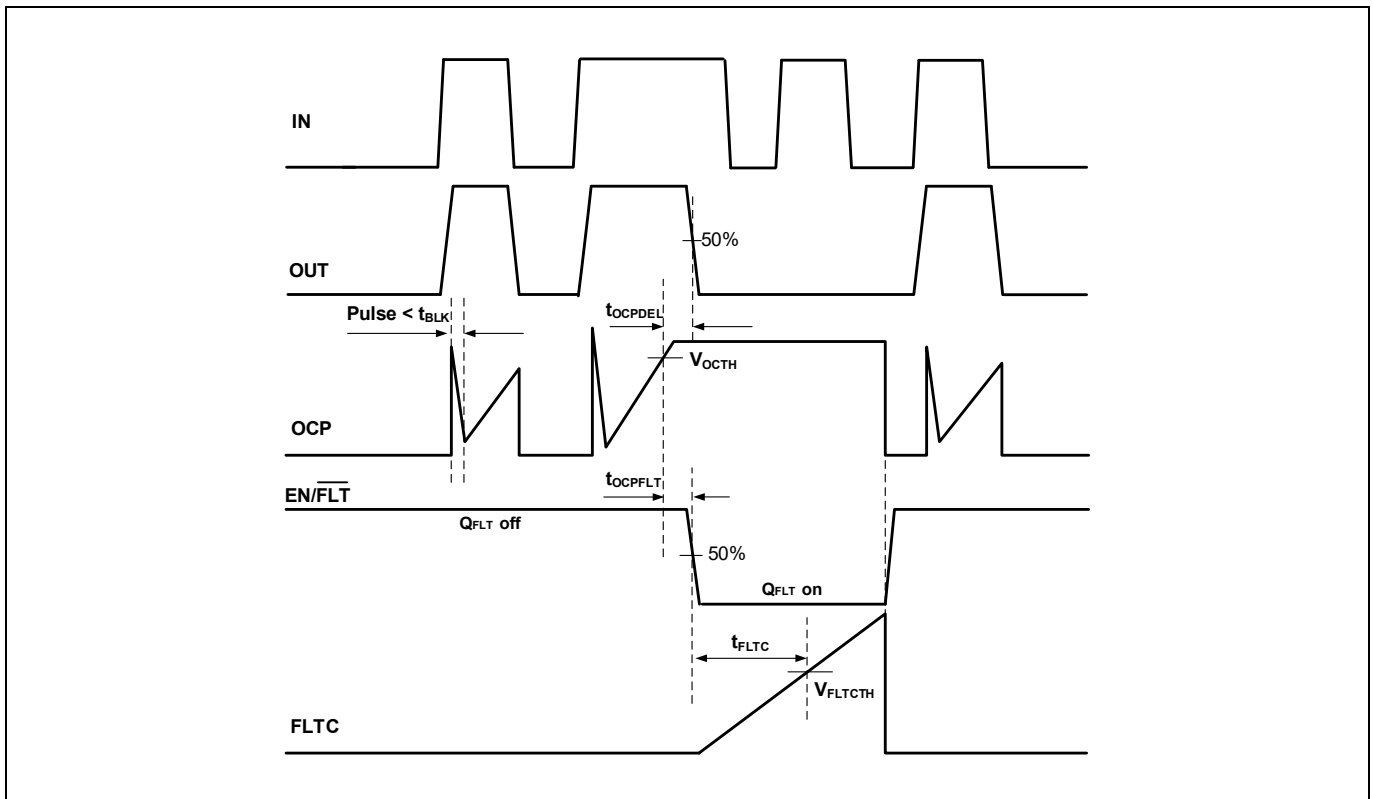 IN
50%
OUT
Pulse < tBLK
tOCPDEL
VOCTH
OCP
tOCPFLT
EN/FLT
QFLT off
50%
QFLT on
tFLTC
VFLTCTH
FLTC